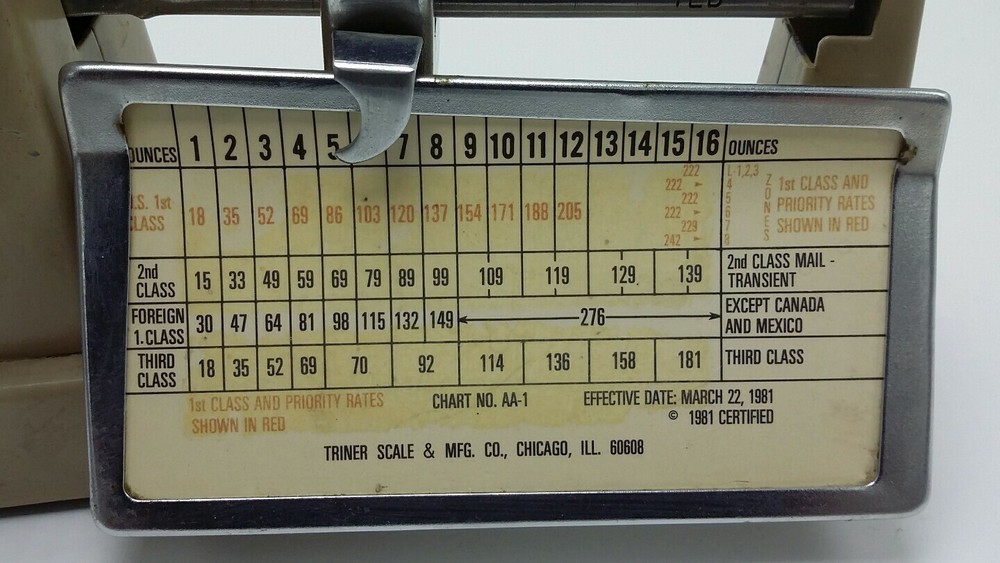 OUNCES 1 2 3 4 5 7 8 9 10 11 12 13 14 15 16 OUNCES
U.S. 1st CLASS 18 35 52 69 86 103 120 137 154 171 188 205
222 L-1,2,3
222 4
222 5
222 6
229 7
242 8
ZONES
1st CLASS AND
PRIORITY RATES
SHOWN IN RED
2nd CLASS 15 33 49 59 69 79 89 99 109 119 129 139 2nd CLASS MAIL - TRANSIENT
FOREIGN 1.CLASS 30 47 64 81 98 115 132 149 276 EXCEPT CANADA AND MEXICO
THIRD CLASS 18 35 52 69 70 92 114 136 158 181 THIRD CLASS
1st CLASS AND PRIORITY RATES
SHOWN IN RED
CHART NO. AA-1
EFFECTIVE DATE: MARCH 22, 1981
© 1981 CERTIFIED
TRINER SCALE & MFG. CO., CHICAGO, ILL. 60608